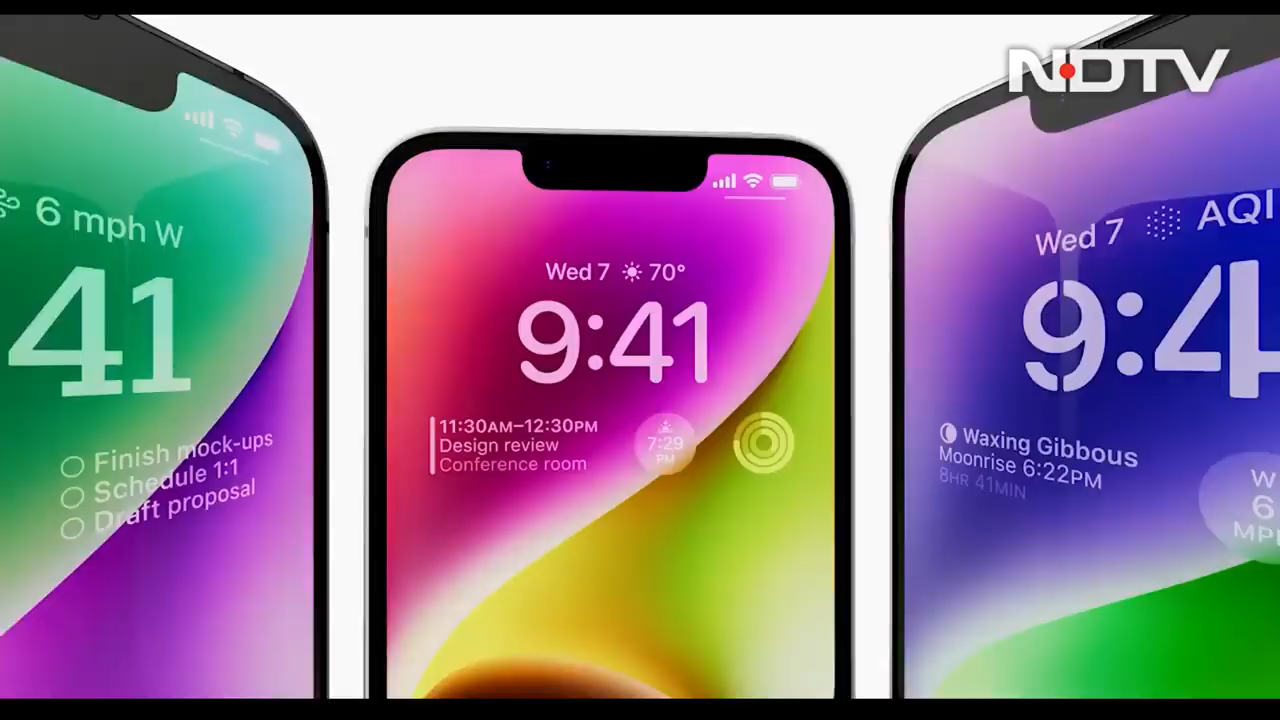 NDTV
6 mph W
41
Finish mock-ups
Schedule 1:1
Draft proposal
Wed 7 70°
9:41
11:30AM–12:30PM
Design review
Conference room
7:29
PM
Wed 7 AQI
9:4
Waxing Gibbous
Moonrise 6:22PM
8HR 41MIN
W
6
MPH